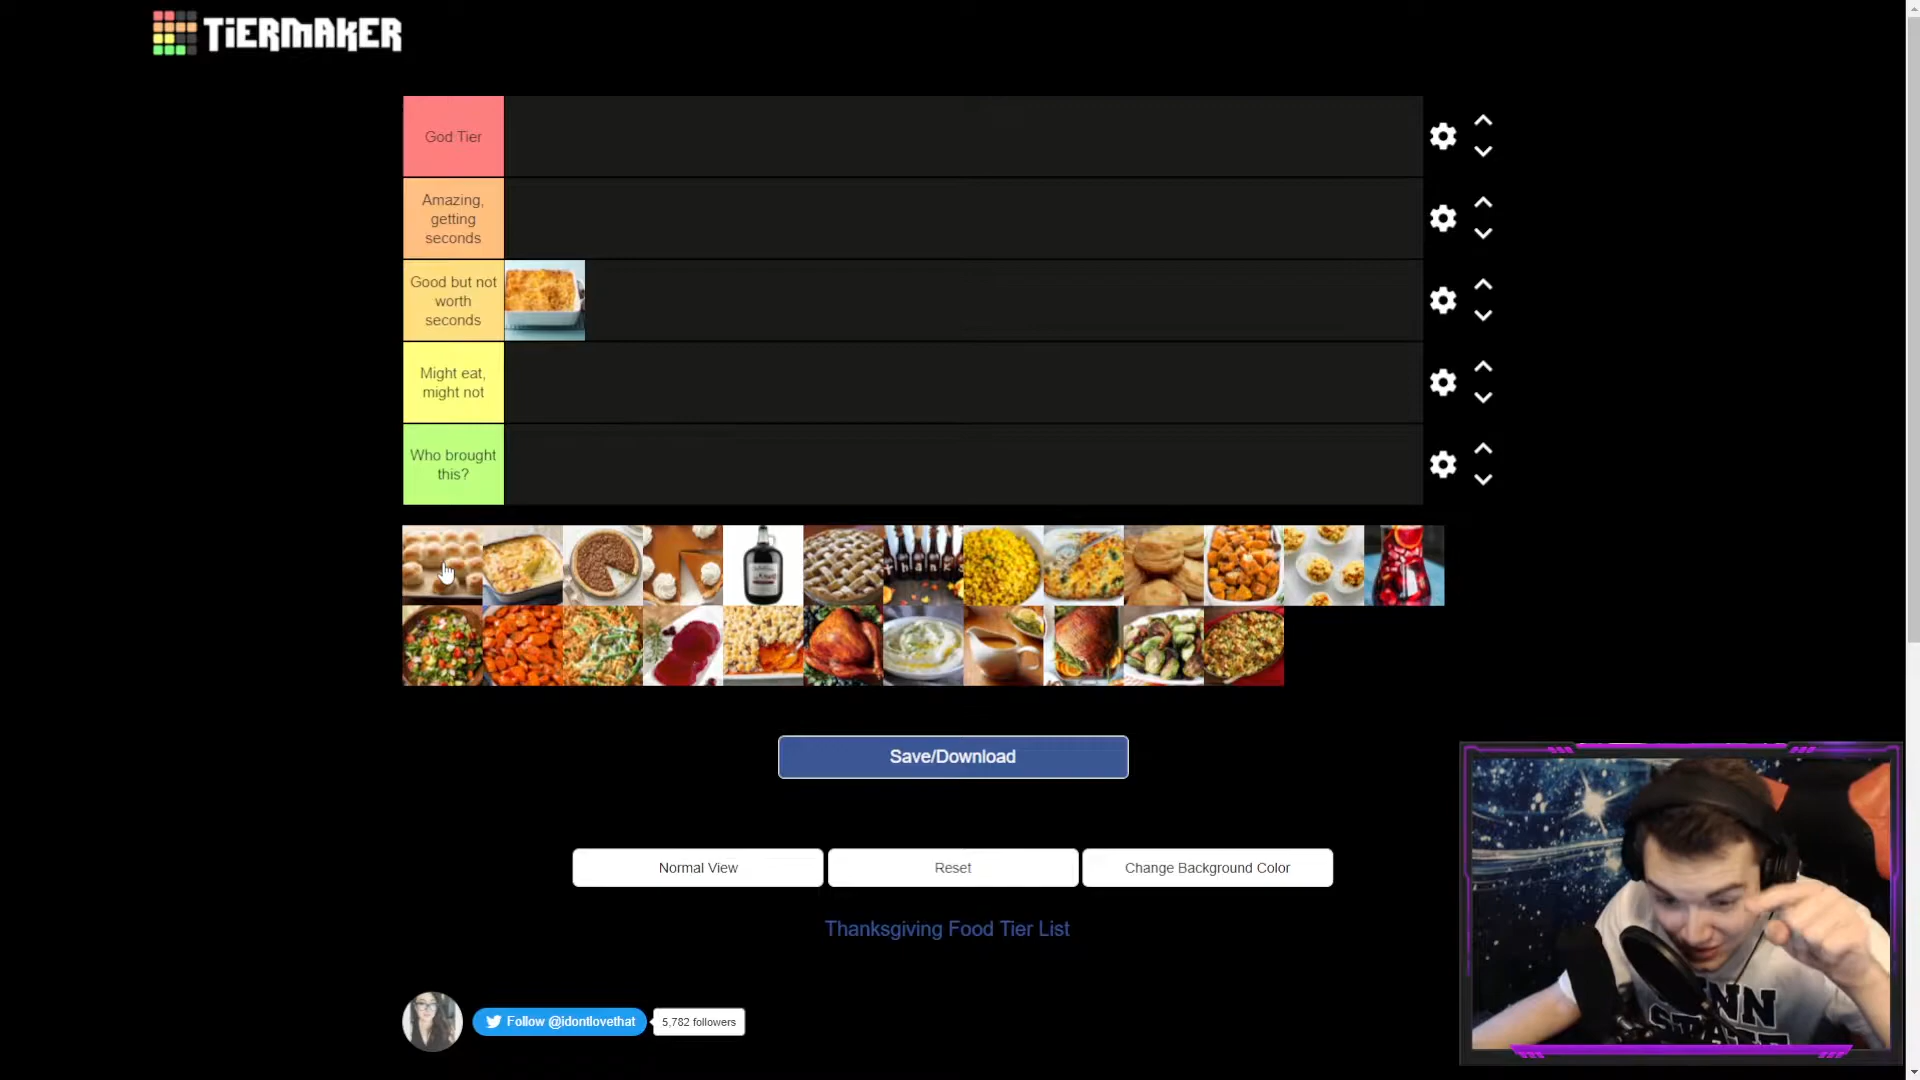 TiERMAKER
God Tier
Amazing,
getting
seconds
Good but not
worth
seconds
Might eat,
might not
Who brought
this?
Save/Download
Normal View
Reset
Change Background Color
Thanksgiving Food Tier List
Follow @idontlovethat
5,782 followers